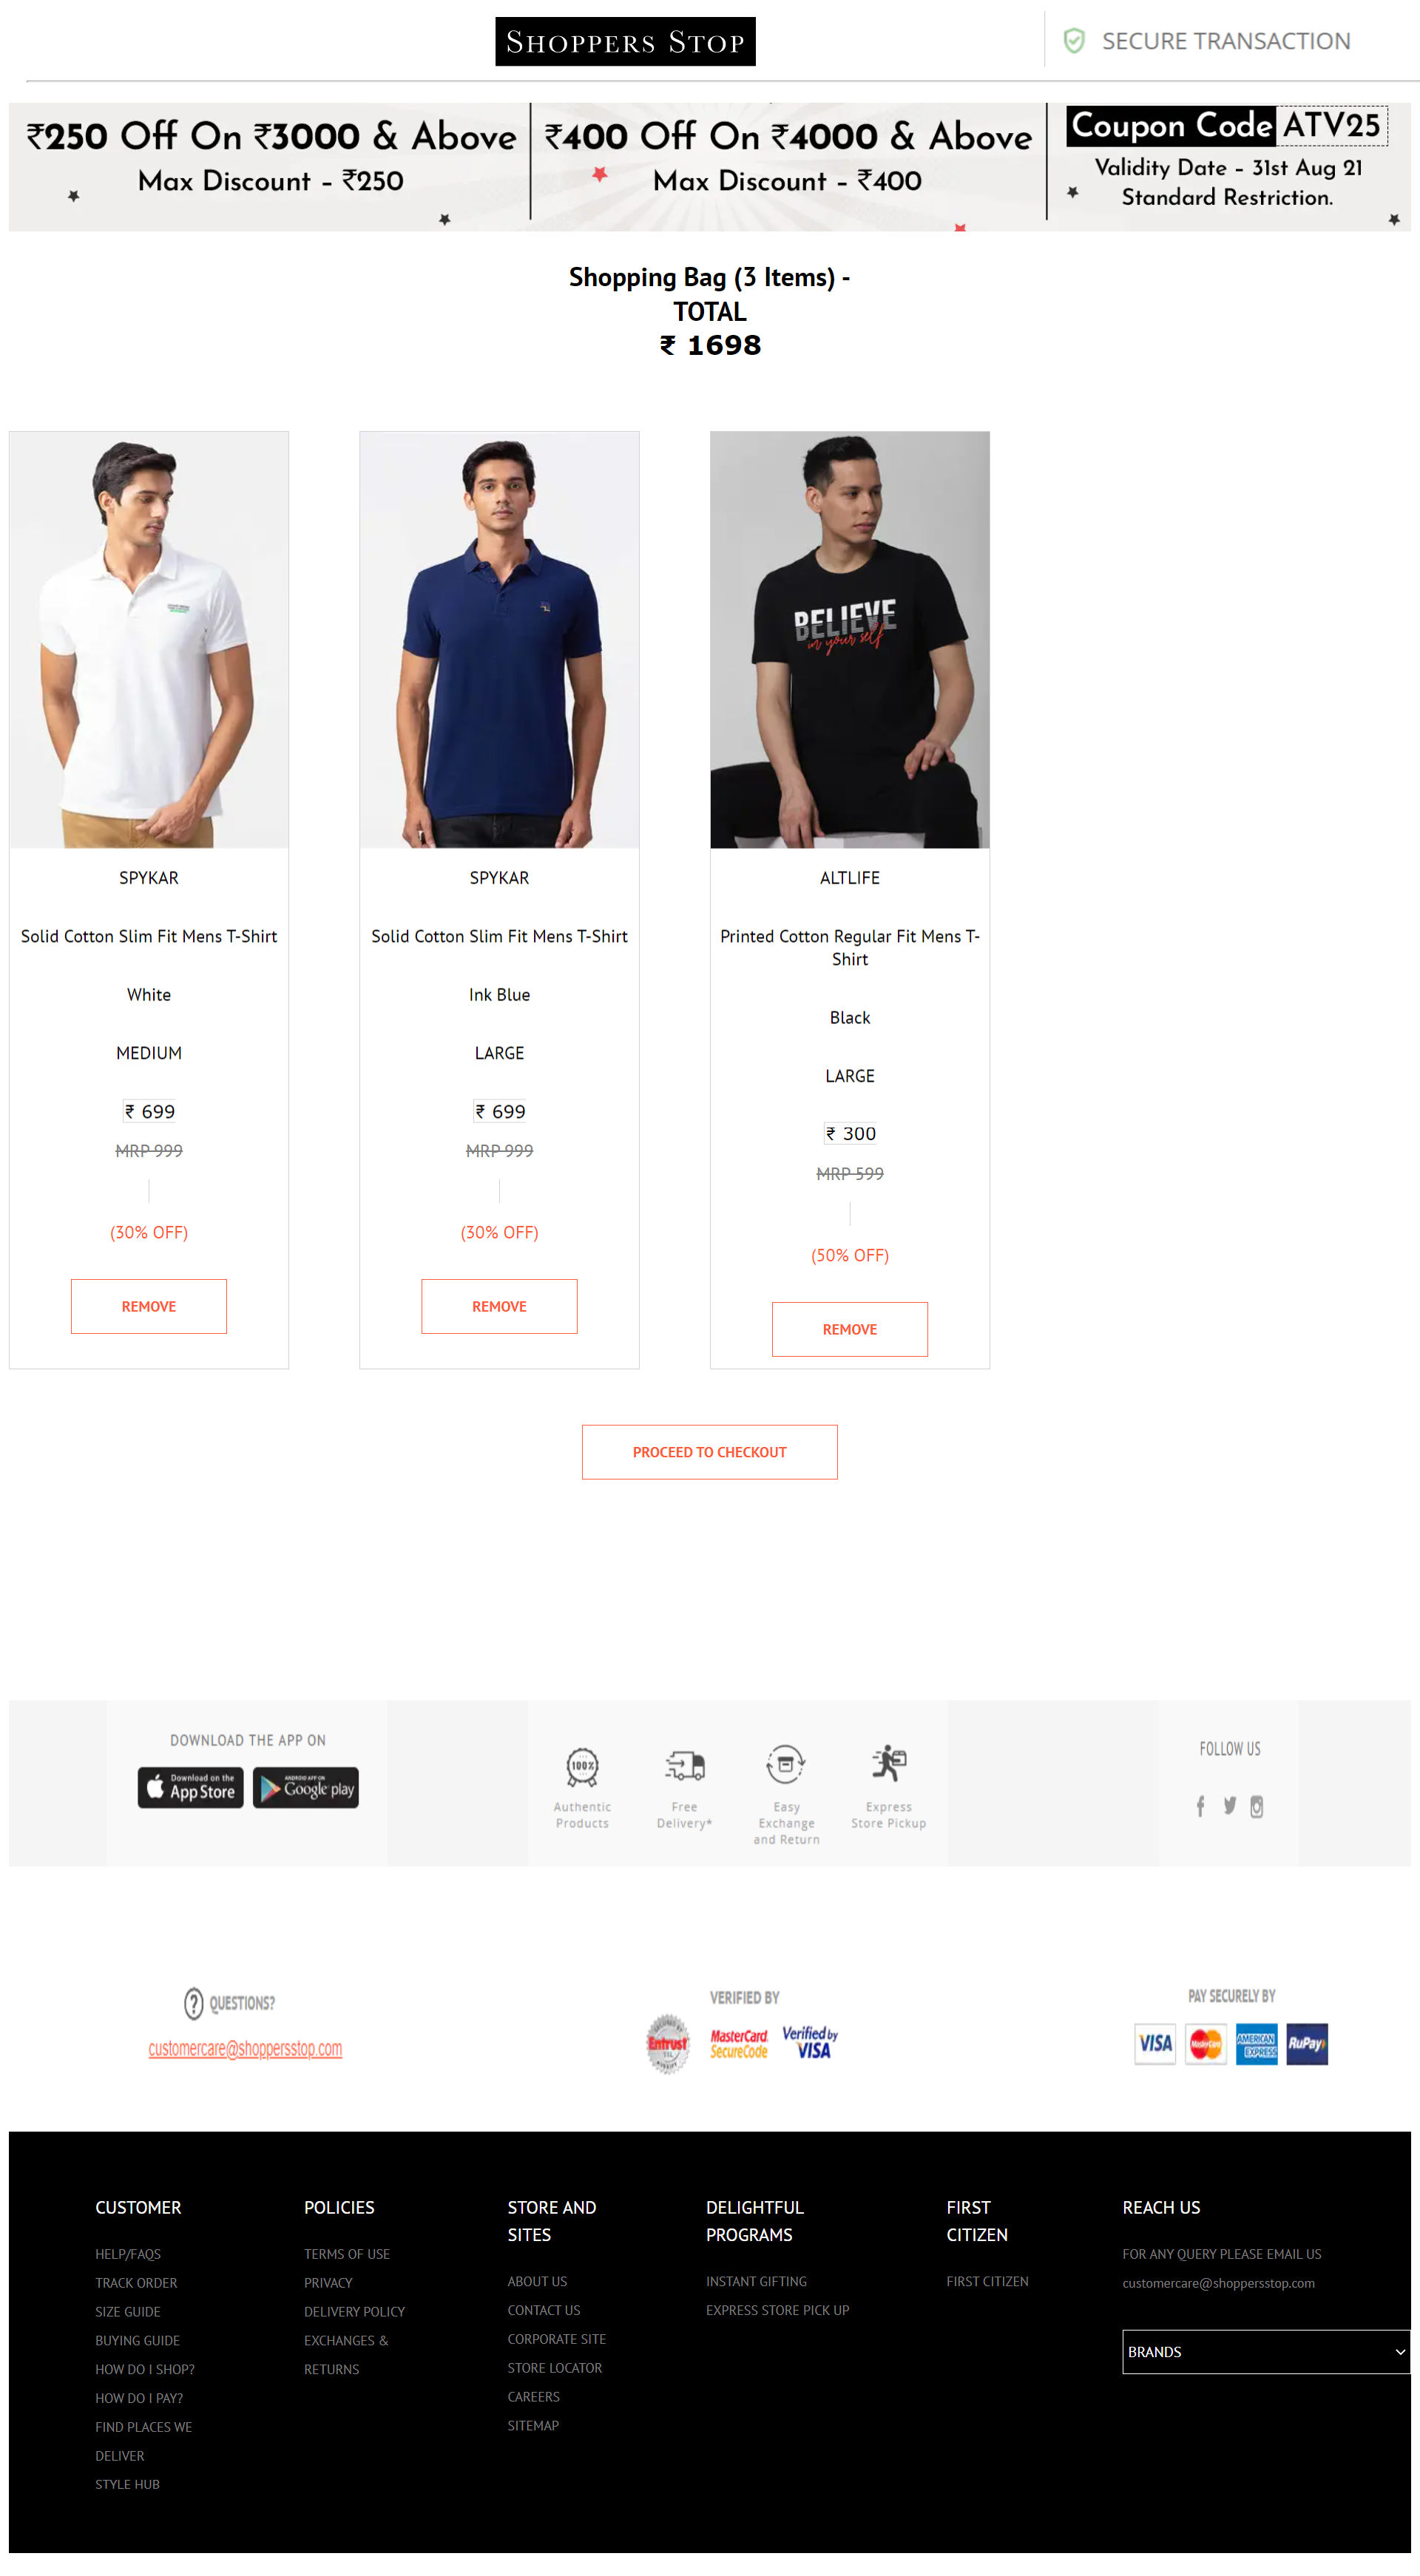 SHOPPERS STOP
SECURE TRANSACTION
₹250 Off On ₹3000 & Above
Max Discount - ₹250
₹400 Off On ₹4000 & Above
Max Discount - ₹400
Coupon Code ATV25
Validity Date - 31st Aug 21
Standard Restriction.
Shopping Bag (3 Items) -
TOTAL
₹ 1698
BELIEVE
in your self
SPYKAR
Solid Cotton Slim Fit Mens T-Shirt
White
MEDIUM
₹ 699
MRP 999
(30% OFF)
REMOVE
SPYKAR
Solid Cotton Slim Fit Mens T-Shirt
Ink Blue
LARGE
₹ 699
MRP 999
(30% OFF)
REMOVE
ALTLIFE
Printed Cotton Regular Fit Mens T-
Shirt
Black
LARGE
₹ 300
MRP 599
(50% OFF)
REMOVE
PROCEED TO CHECKOUT
DOWNLOAD THE APP ON
Download on the
App Store
ANDROID APP ON
Google play
100%
Authentic
Products
Free
Delivery*
Easy
Exchange
and Return
Express
Store Pickup
FOLLOW US
? QUESTIONS?
customercare@shoppersstop.com
VERIFIED BY
Entrust
MasterCard
SecureCode
Verified by
VISA
PAY SECURELY BY
VISA
MasterCard
AMERICAN
EXPRESS
RuPay
CUSTOMER
HELP/FAQS
TRACK ORDER
SIZE GUIDE
BUYING GUIDE
HOW DO I SHOP?
HOW DO I PAY?
FIND PLACES WE
DELIVER
STYLE HUB
POLICIES
TERMS OF USE
PRIVACY
DELIVERY POLICY
EXCHANGES &
RETURNS
STORE AND
SITES
ABOUT US
CONTACT US
CORPORATE SITE
STORE LOCATOR
CAREERS
SITEMAP
DELIGHTFUL
PROGRAMS
INSTANT GIFTING
EXPRESS STORE PICK UP
FIRST
CITIZEN
FIRST CITIZEN
REACH US
FOR ANY QUERY PLEASE EMAIL US
customercare@shoppersstop.com
BRANDS